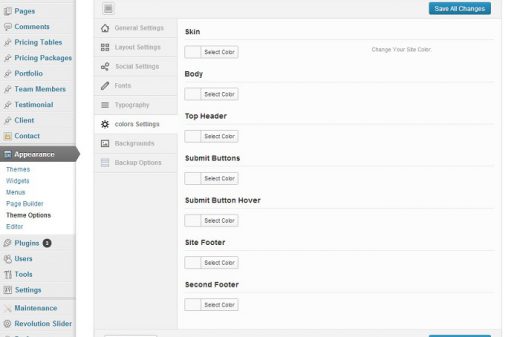 Pages
Comments
Pricing Tables
Pricing Packages
Portfolio
Team Members
Testimonial
Client
Contact
Appearance
Themes
Widgets
Menus
Page Builder
Theme Options
Editor
Plugins 3
Users
Tools
Settings
Maintenance
Revolution Slider
Save All Changes
General Settings
Layout Settings
Social Settings
Fonts
Typography
colors Settings
Backgrounds
Backup Options
Skin
Select Color
Change Your Site Color.
Body
Select Color
Top Header
Select Color
Submit Buttons
Select Color
Submit Button Hover
Select Color
Site Footer
Select Color
Second Footer
Select Color